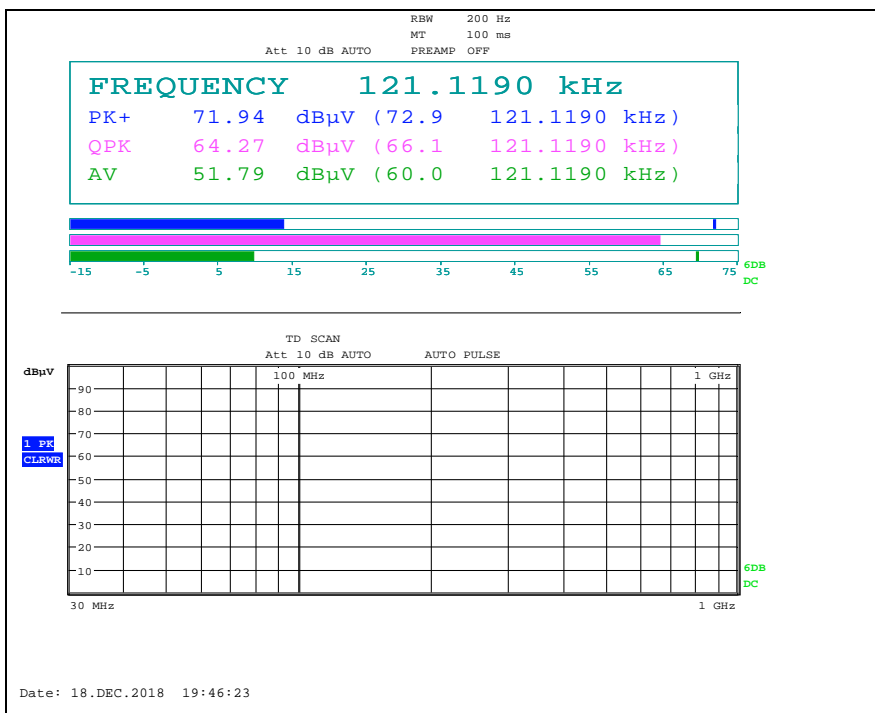 RBW 200 Hz
MT 100 ms
Att 10 dB AUTO PREAMP OFF
FREQUENCY 121.1190 kHz
PK+ 71.94 dBµV (72.9 121.1190 kHz)
QPK 64.27 dBµV (66.1 121.1190 kHz)
AV 51.79 dBµV (60.0 121.1190 kHz)
-15 -5 5 15 25 35 45 55 65 75
6DB
DC
TD SCAN
Att 10 dB AUTO AUTO PULSE
dBµV
100 MHz 1 GHz
90
80
70
1 PK
CLRWR
60
50
40
30
20
10
6DB
DC
30 MHz 1 GHz
Date: 18.DEC.2018 19:46:23